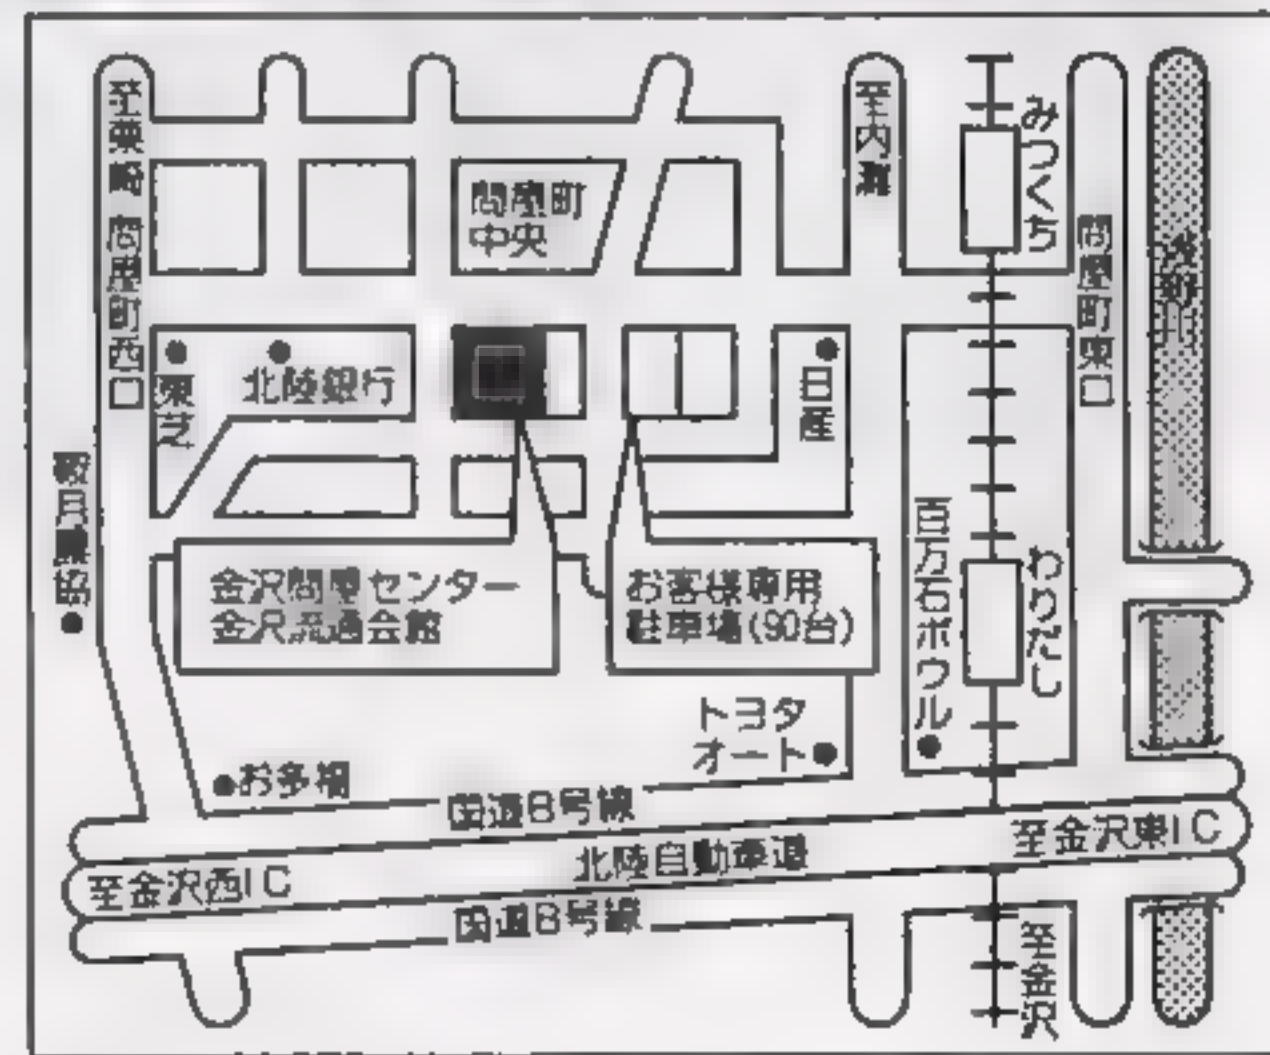 至粟崎
問屋町西口
問屋町
中央
至内灘
みつくち
問屋町東口
浅野川
東芝
北陸銀行
日産
金沢問屋センター
金沢流通会館
お客様専用
駐車場(90台)
百万石ボウル
わりだし
トヨタ
オート
お多福
国道8号線
北陸自動車道
至金沢東IC
至金沢西IC
国道8号線
至金沢